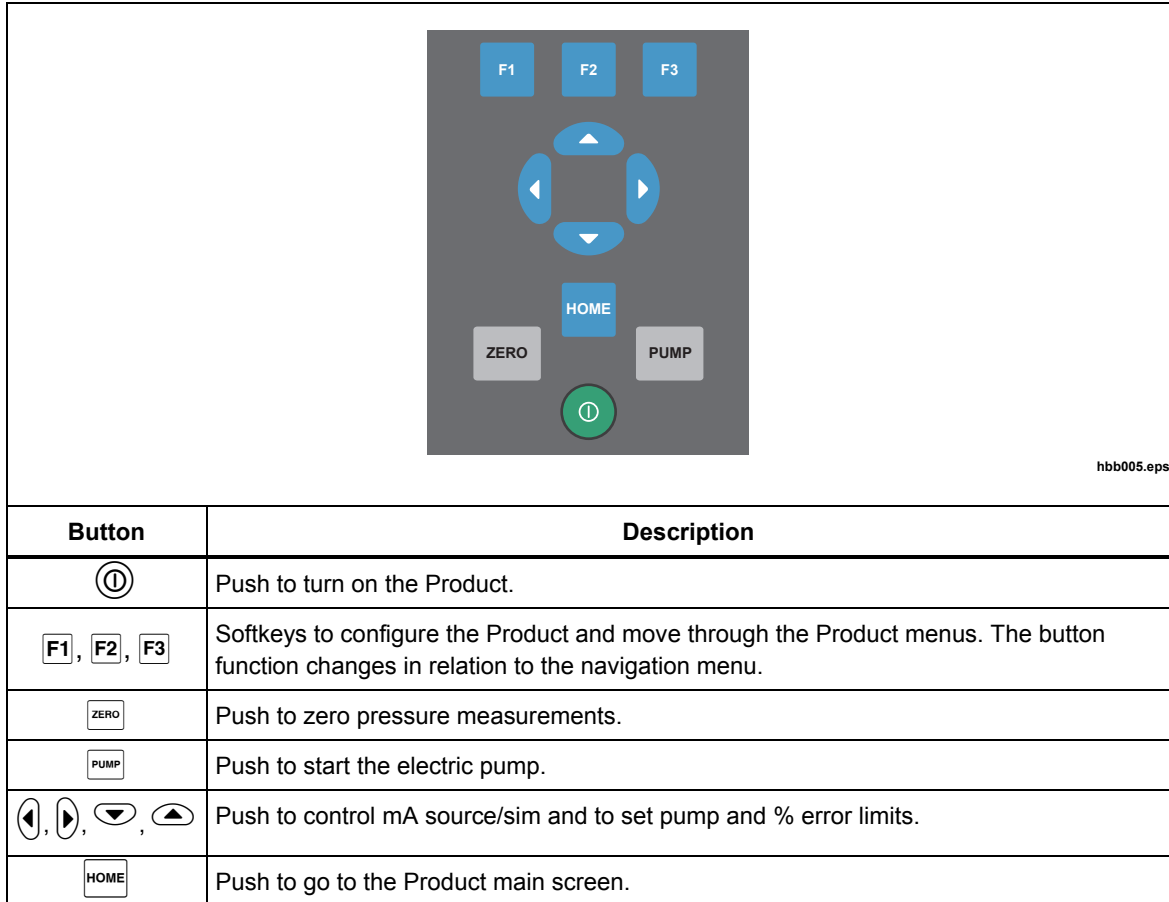 F1 F2 F3
HOME
ZERO PUMP
hbb005.eps
Button Description
Push to turn on the Product.
F1, F2, F3 Softkeys to configure the Product and move through the Product menus. The button
function changes in relation to the navigation menu.
ZERO Push to zero pressure measurements.
PUMP Push to start the electric pump.
, , , Push to control mA source/sim and to set pump and % error limits.
HOME Push to go to the Product main screen.